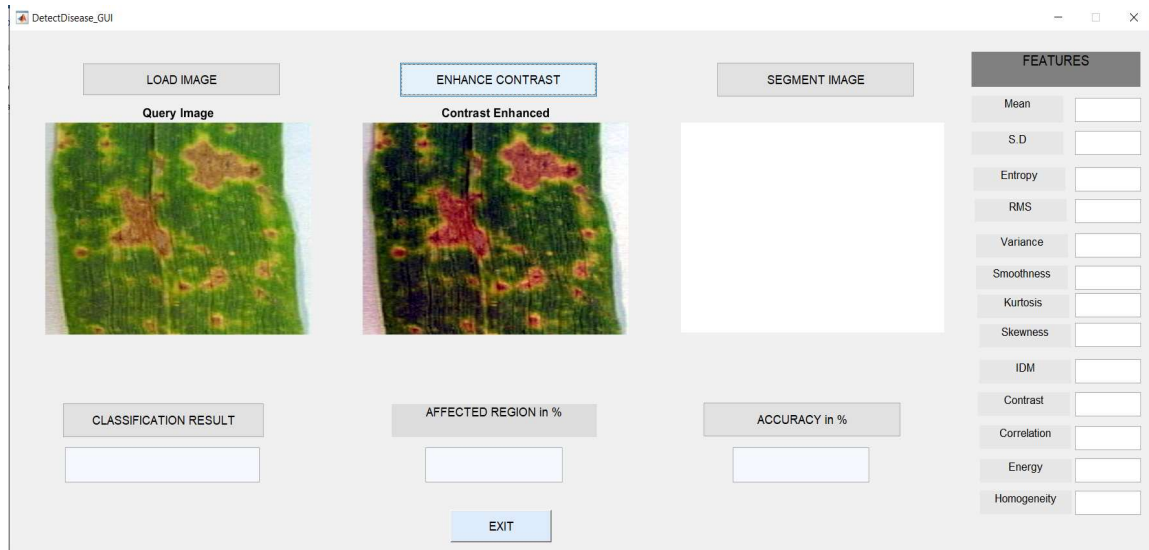 DetectDisease_GUI
LOAD IMAGE
ENHANCE CONTRAST
SEGMENT IMAGE
Query Image
Contrast Enhanced
FEATURES
Mean
S.D
Entropy
RMS
Variance
Smoothness
Kurtosis
Skewness
IDM
Contrast
Correlation
Energy
Homogeneity
CLASSIFICATION RESULT
AFFECTED REGION in %
ACCURACY in %
EXIT